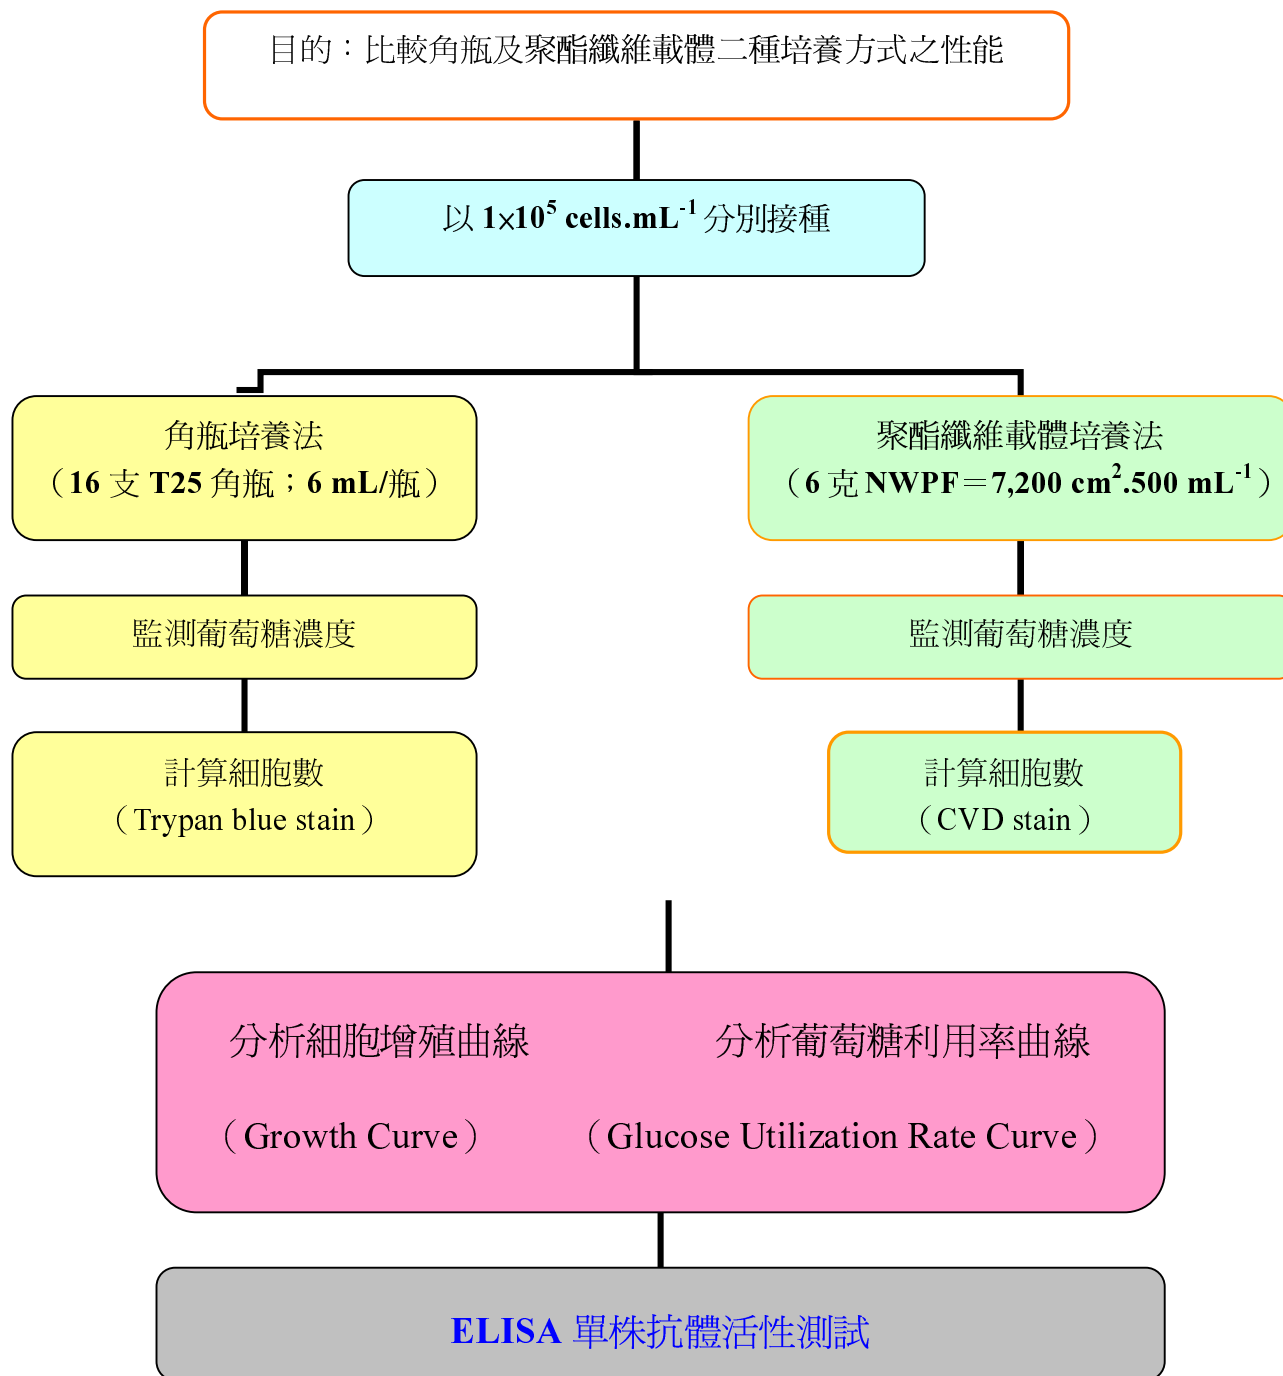 目的：比較角瓶及聚酯纖維載體二種培養方式之性能
以 1×10⁵ cells.mL⁻¹ 分別接種
角瓶培養法
（16 支 T25 角瓶；6 mL/瓶）
聚酯纖維載體培養法
（6 克 NWPF＝7,200 cm².500 mL⁻¹）
監測葡萄糖濃度
監測葡萄糖濃度
計算細胞數
（Trypan blue stain）
計算細胞數
（CVD stain）
分析細胞增殖曲線 分析葡萄糖利用率曲線
（Growth Curve） （Glucose Utilization Rate Curve）
ELISA 單株抗體活性測試